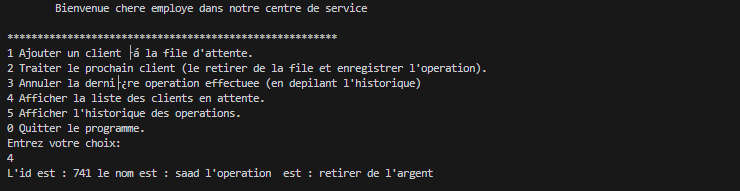 Bienvenue chere employe dans notre centre de service
*******************************************************
1 Ajouter un client ├á la file d'attente.
2 Traiter le prochain client (le retirer de la file et enregistrer l'operation).
3 Annuler la derni├¿re operation effectuee (en depilant l'historique)
4 Afficher la liste des clients en attente.
5 Afficher l'historique des operations.
0 Quitter le programme.
Entrez votre choix:
4
L'id est : 741 le nom est : saad l'operation  est : retirer de l'argent